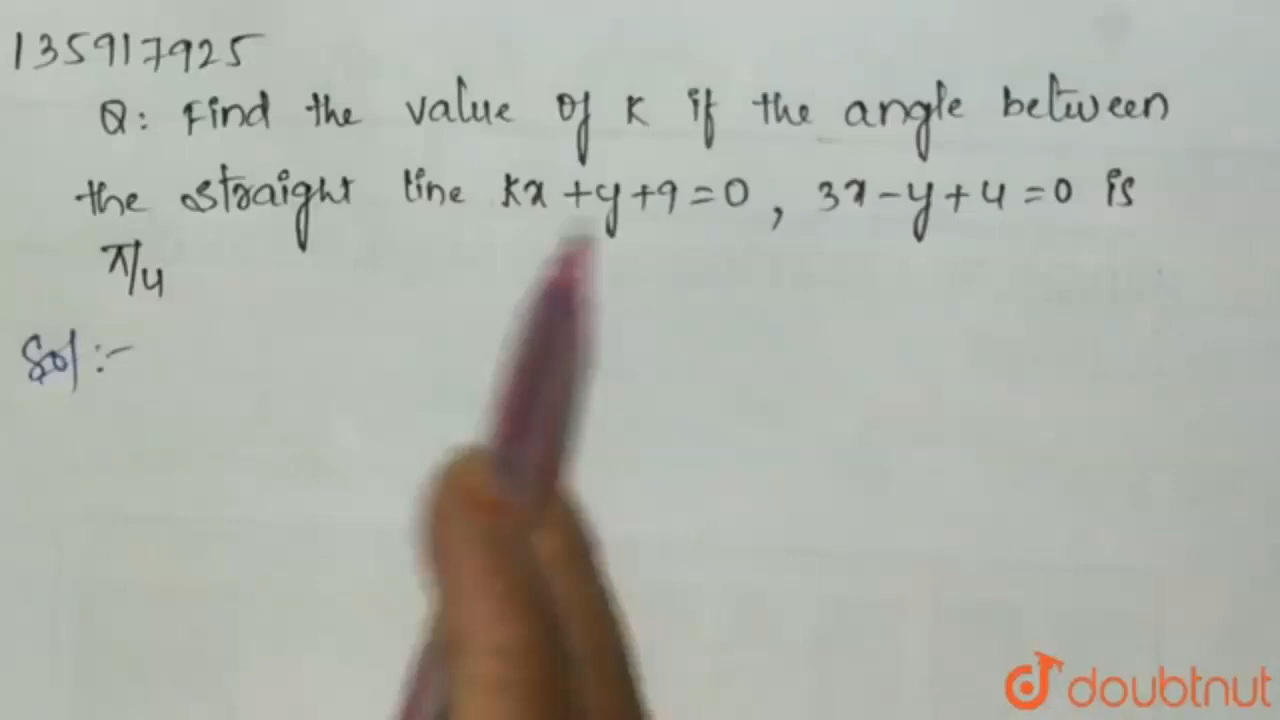 135917925
Q: Find the value of K if the angle between
the straight line Kx+y+9=0, 3x-y+4=0 is
π/4
Sol :-
doubtnut